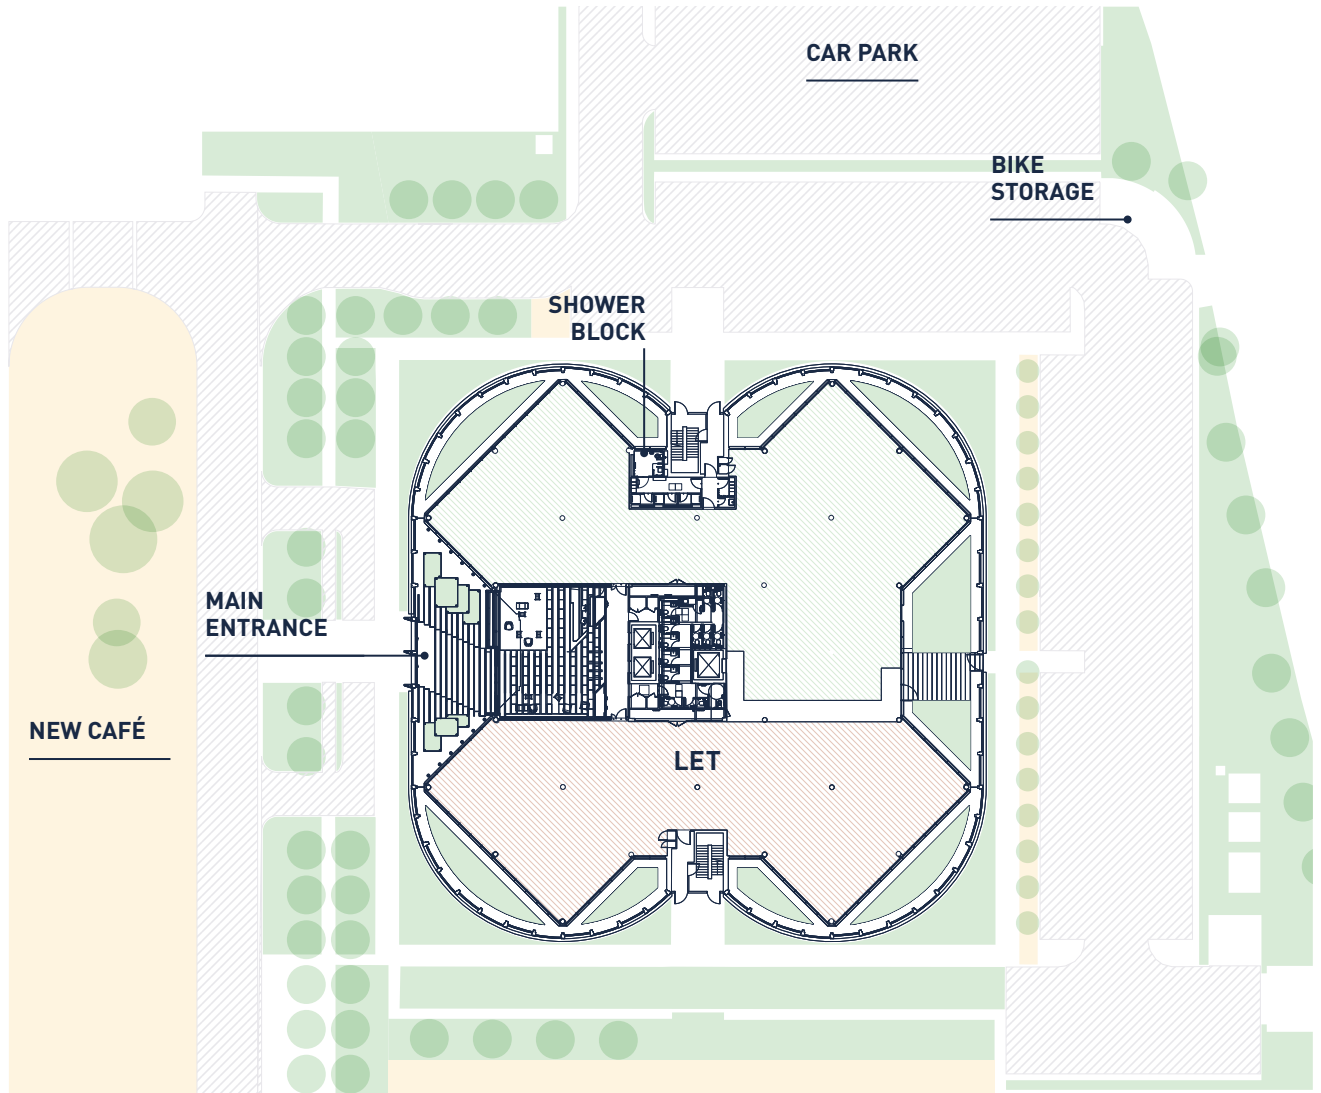 CAR PARK
BIKE
STORAGE
SHOWER
BLOCK
MAIN
ENTRANCE
NEW CAFÉ
LET